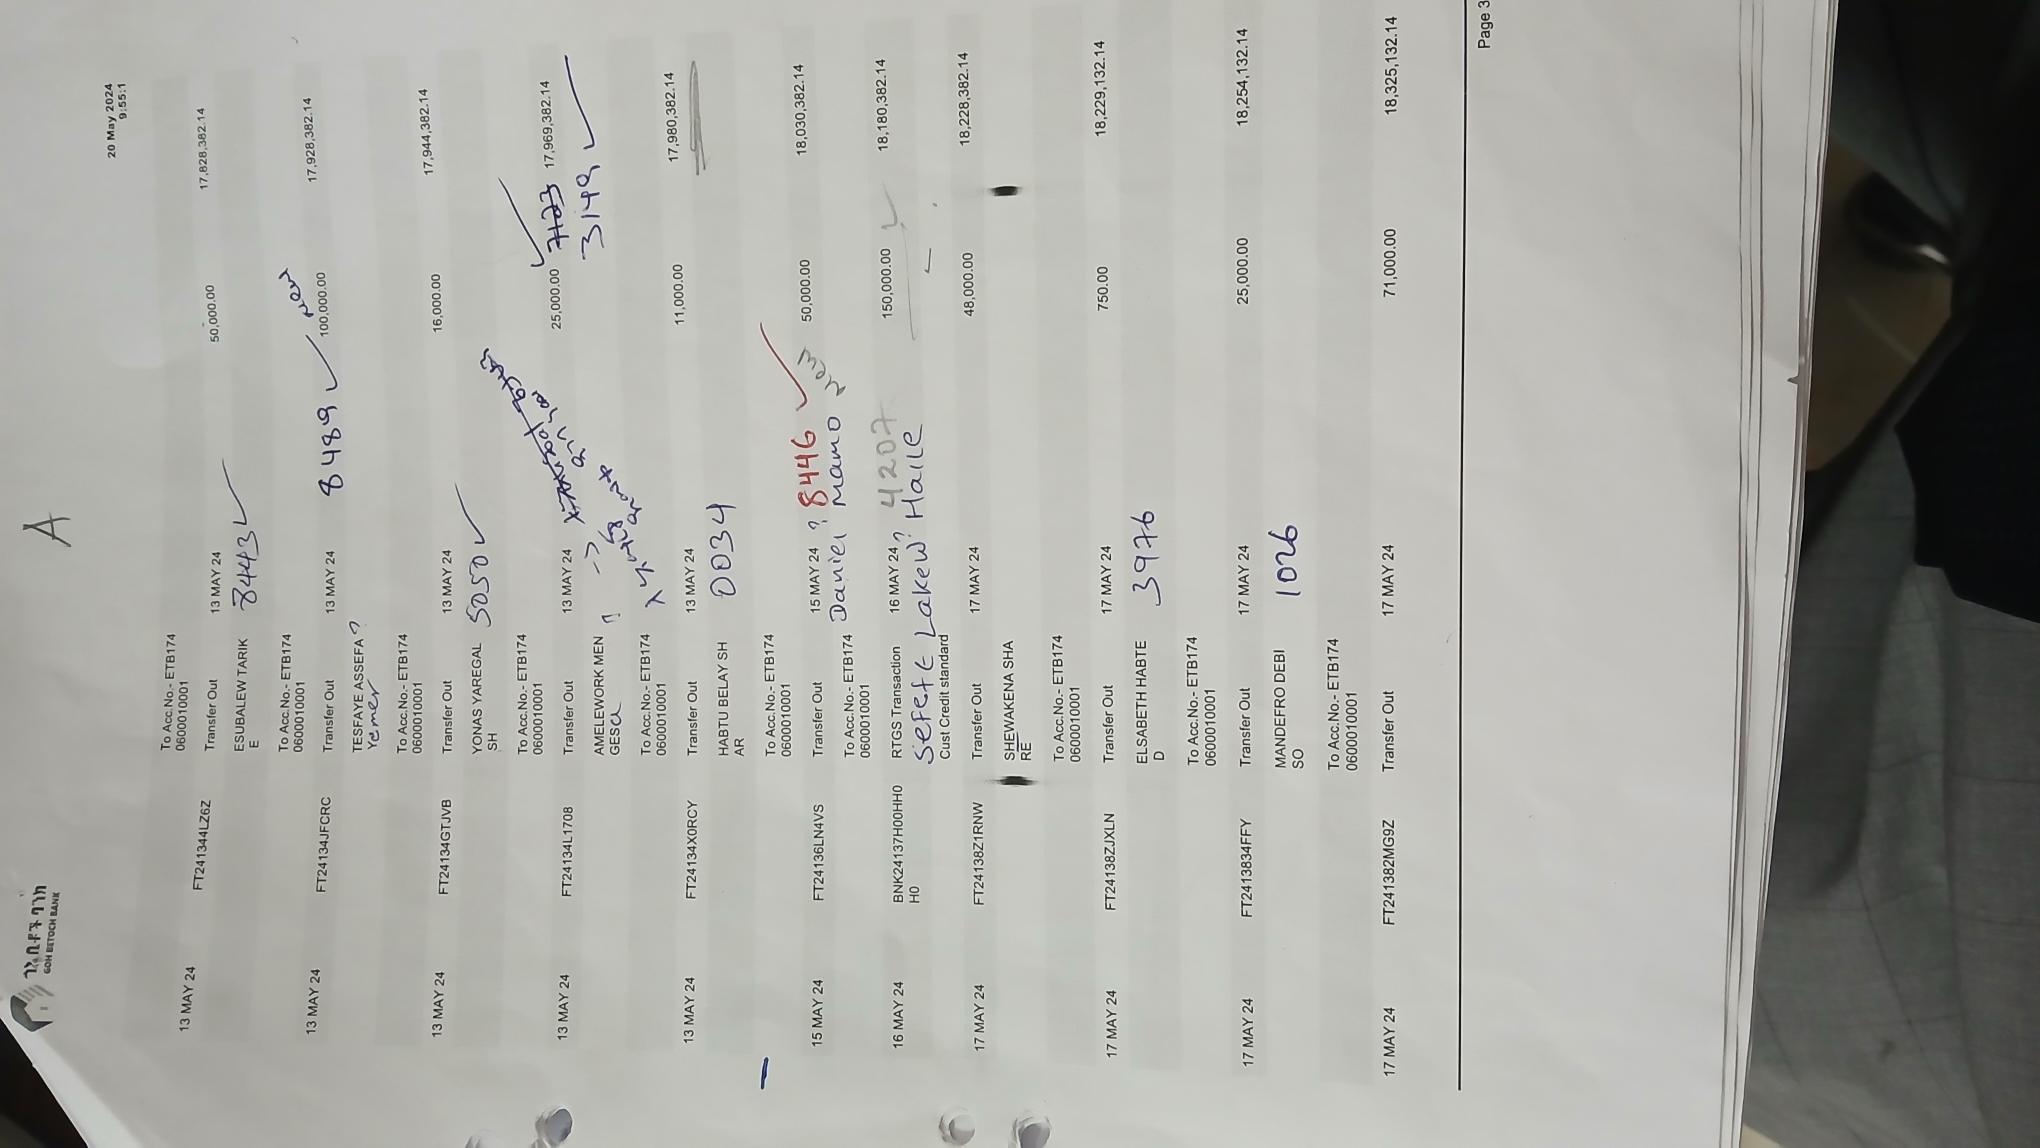 ጎሕ ቤቶች ባንክ
GOH BETOCH BANK
A
20 May 2024
9:55:1
To Acc.No.- ETB174
0600010001
13 MAY 24 FT241344LZ6Z Transfer Out 13 MAY 24 50,000.00 17,828,382.14
ESUBALEW TARIK 8443 ✓
E
To Acc.No.- ETB174
0600010001
new
13 MAY 24 FT24134JFCRC Transfer Out 13 MAY 24 8489 ✓ 100,000.00 17,928,382.14
TESFAYE ASSEFA ?
Yemer
To Acc.No.- ETB174
0600010001
13 MAY 24 FT24134GTJVB Transfer Out 13 MAY 24 16,000.00 17,944,382.14
YONAS YAREGAL 5050 ✓
SH
To Acc.No.- ETB174
0600010001
13 MAY 24 FT24134L1708 Transfer Out 13 MAY 24 → 25,000.00 ✓ 7123 17,969,382.14
AMELEWORK MEN ? 3149 ✓
GESa
To Acc.No.- ETB174
0600010001
13 MAY 24 FT24134X0RCY Transfer Out 13 MAY 24 11,000.00 17,980,382.14
HABTU BELAY SH 0034
AR
To Acc.No.- ETB174
0600010001
15 MAY 24 FT24136LN4VS Transfer Out 15 MAY 24 ? 8446 ✓ new 50,000.00 18,030,382.14
To Acc.No.- ETB174 Daniel mamo
0600010001
16 MAY 24 BNK24137H00HH0 RTGS Transaction 16 MAY 24 ? 4207 150,000.00 ✓ 18,180,382.14
H0
Sefefe Lakew Haile
Cust Credit standard
17 MAY 24 FT24138Z1RNW Transfer Out 17 MAY 24 48,000.00 18,228,382.14
SHEWAKENA SHA
RE
To Acc.No.- ETB174
0600010001
17 MAY 24 FT24138ZJXLN Transfer Out 17 MAY 24 750.00 18,229,132.14
ELSABETH HABTE 3976
D
To Acc.No.- ETB174
0600010001
17 MAY 24 FT2413834FFY Transfer Out 17 MAY 24 25,000.00 18,254,132.14
MANDEFRO DEBI 1026
SO
To Acc.No.- ETB174
0600010001
17 MAY 24 FT241382MG9Z Transfer Out 17 MAY 24 71,000.00 18,325,132.14
Page 3